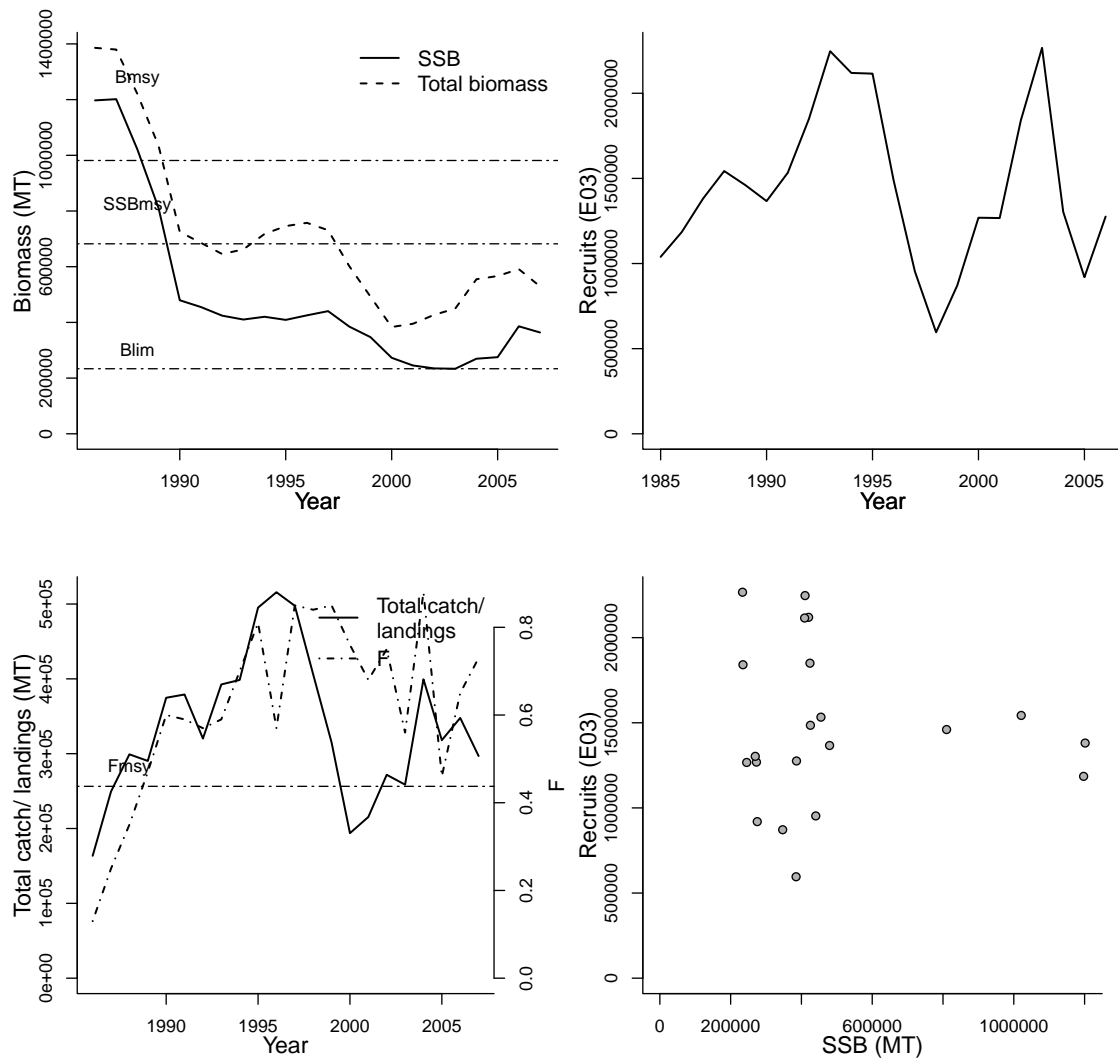 SSB
Total biomass
Bmsy
SSBmsy
Blim
Biomass (MT)
0
200000
600000
1000000
1400000
1990
1995
2000
2005
Year
Recruits (E03)
0
500000
1000000
1500000
2000000
1985
1990
1995
2000
2005
Year
Total catch/
landings
F
Fmsy
Total catch/ landings (MT)
0e+00
1e+05
2e+05
3e+05
4e+05
5e+05
0.0
0.2
0.4
0.6
0.8
F
1990
1995
2000
2005
Year
Recruits (E03)
0
500000
1000000
1500000
2000000
0
200000
600000
1000000
SSB (MT)